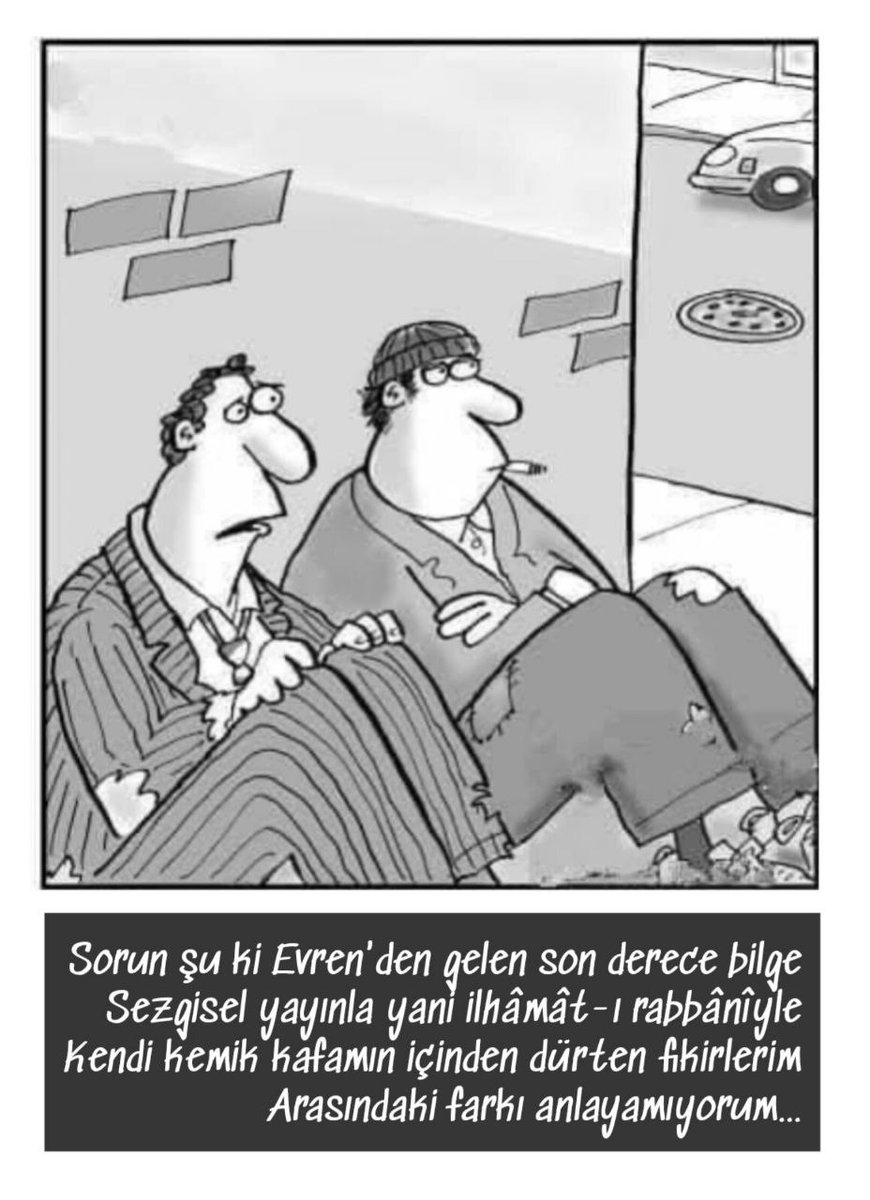 Sorun şu ki Evren'den gelen son derece bilge
Sezgisel yayınla yani ilhâmât-ı rabbânîyle
Kendi kemik kafamın içinden dürten fikirlerim
Arasındaki farkı anlayamıyorum...